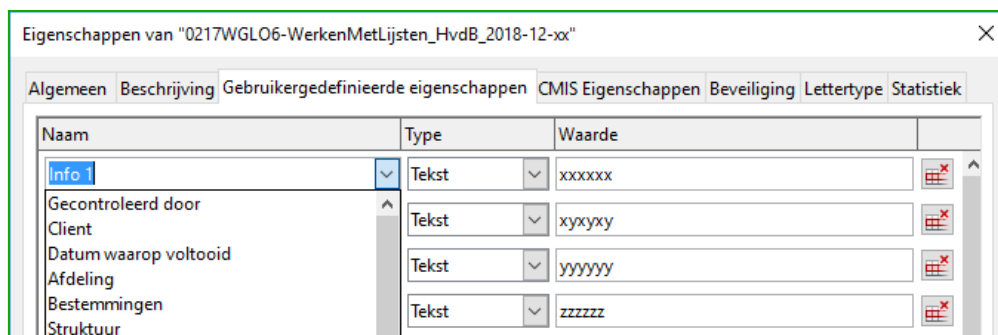 Eigenschappen van "0217WGLO6-WerkenMetLijsten_HvdB_2018-12-xx"
Algemeen Beschrijving Gebruikergedefinieerde eigenschappen CMIS Eigenschappen Beveiliging Lettertype Statistiek
Naam Type Waarde
Info 1 Tekst xxxxxx
Gecontroleerd door
Client Tekst xyxyxy
Datum waarop voltooid
Afdeling Tekst yyyyyy
Bestemmingen Tekst zzzzzz
Struktuur